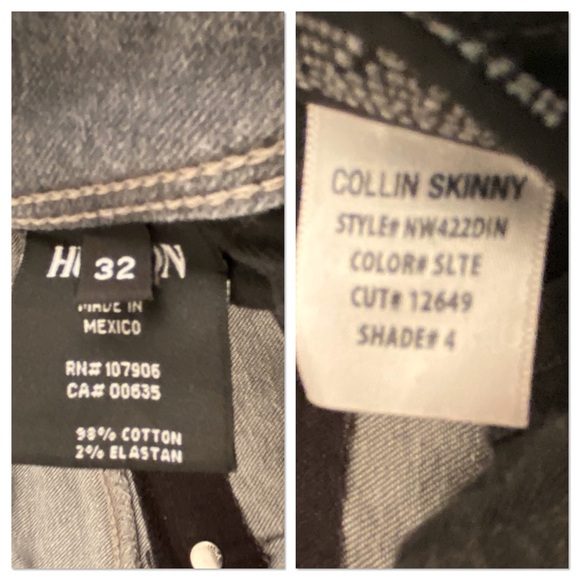 32
MADE IN
MEXICO
RN# 107906
CA# 00635
98% COTTON
2% ELASTAN
COLLIN SKINNY
STYLE# NW422DIN
COLOR# SLTE
CUT# 12649
SHADE# 4